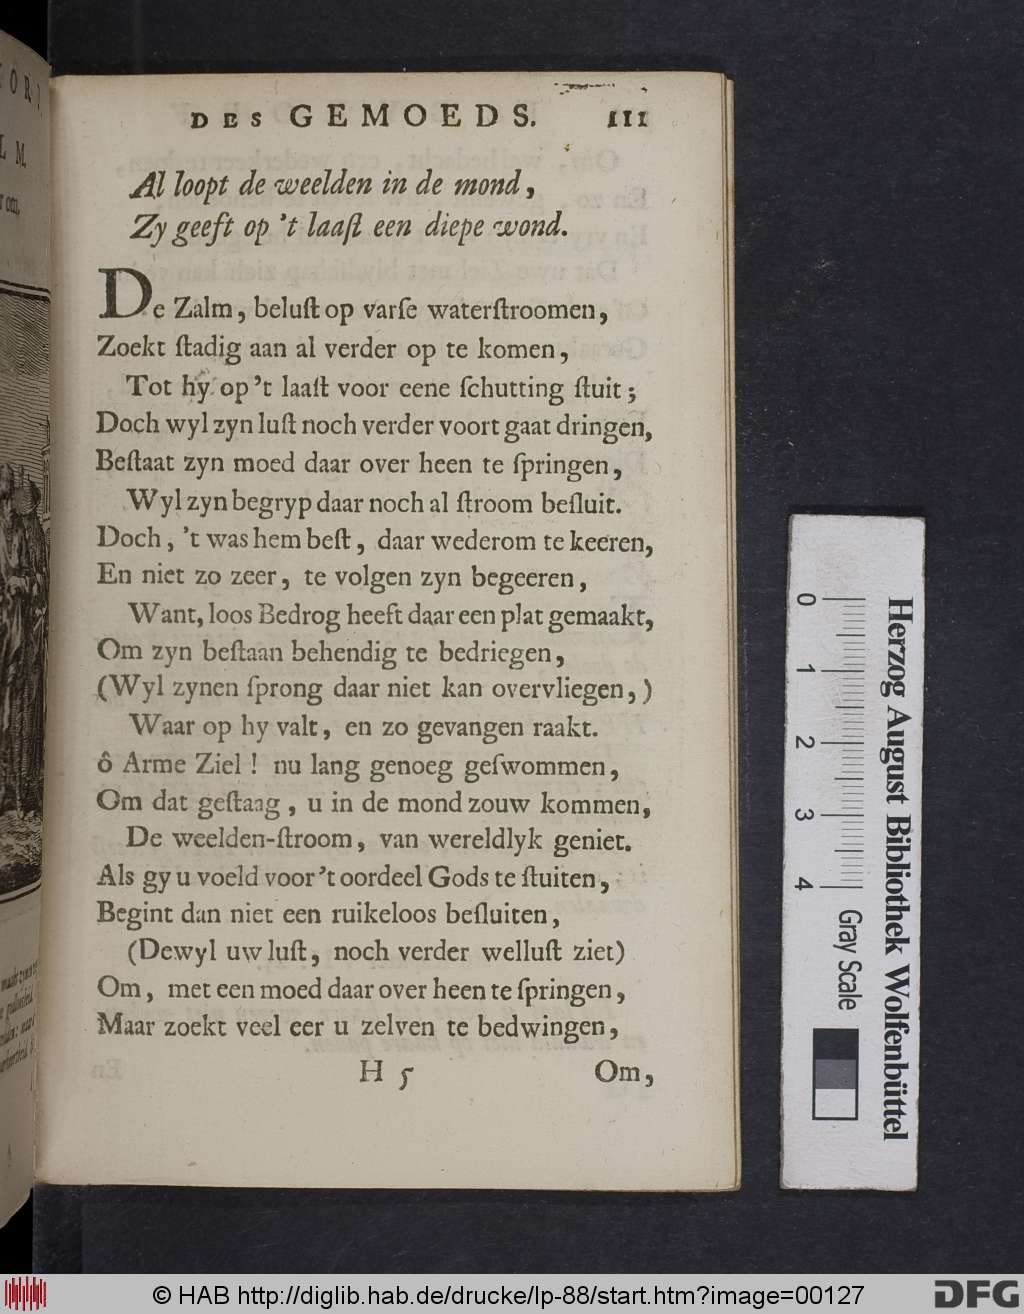 DES GEMOEDS. 111
Al loopt de weelden in de mond,
Zy geeft op 't laaſt een diepe wond.
De Zalm, beluſt op varſe waterſtroomen,
Zoekt ſtadig aan al verder op te komen,
Tot hy op 't laaſt voor eene ſchutting ſtuit;
Doch wyl zyn luſt noch verder voort gaat dringen,
Beſtaat zyn moed daar over heen te ſpringen,
Wyl zyn begryp daar noch al ſtroom beſluit.
Doch, 't was hem beſt, daar wederom te keeren,
En niet zo zeer, te volgen zyn begeeren,
Want, loos Bedrog heeft daar een plat gemaakt,
Om zyn beſtaan behendig te bedriegen,
(Wyl zynen ſprong daar niet kan overvliegen,)
Waar op hy valt, en zo gevangen raakt.
ô Arme Ziel! nu lang genoeg geſwommen,
Om dat geſtaag, u in de mond zouw kommen,
De weelden-ſtroom, van wereldlyk geniet.
Als gy u voeld voor 't oordeel Gods te ſtuiten,
Begint dan niet een ruikeloos beſluiten,
(Dewyl uw luſt, noch verder welluſt ziet)
Om, met een moed daar over heen te ſpringen,
Maar zoekt veel eer u zelven te bedwingen,
H 5 Om,
Herzog August Bibliothek Wolfenbüttel
0 1 2 3 4 Gray Scale
© HAB http://diglib.hab.de/drucke/lp-88/start.htm?image=00127
DFG